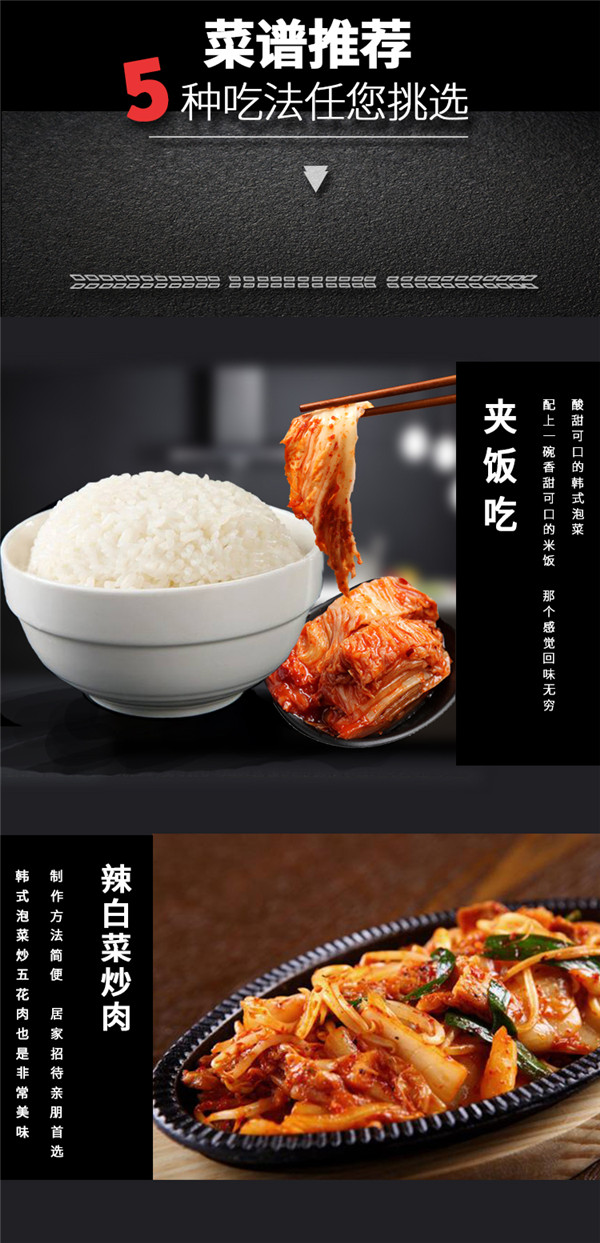 菜谱推荐
5种吃法任您挑选
夹饭吃
酸甜可口的韩式泡菜
配上一碗香甜可口的米饭 那个感觉回味无穷
辣白菜炒肉
制作方法简便 居家招待亲朋首选
韩式泡菜炒五花肉也是非常美味